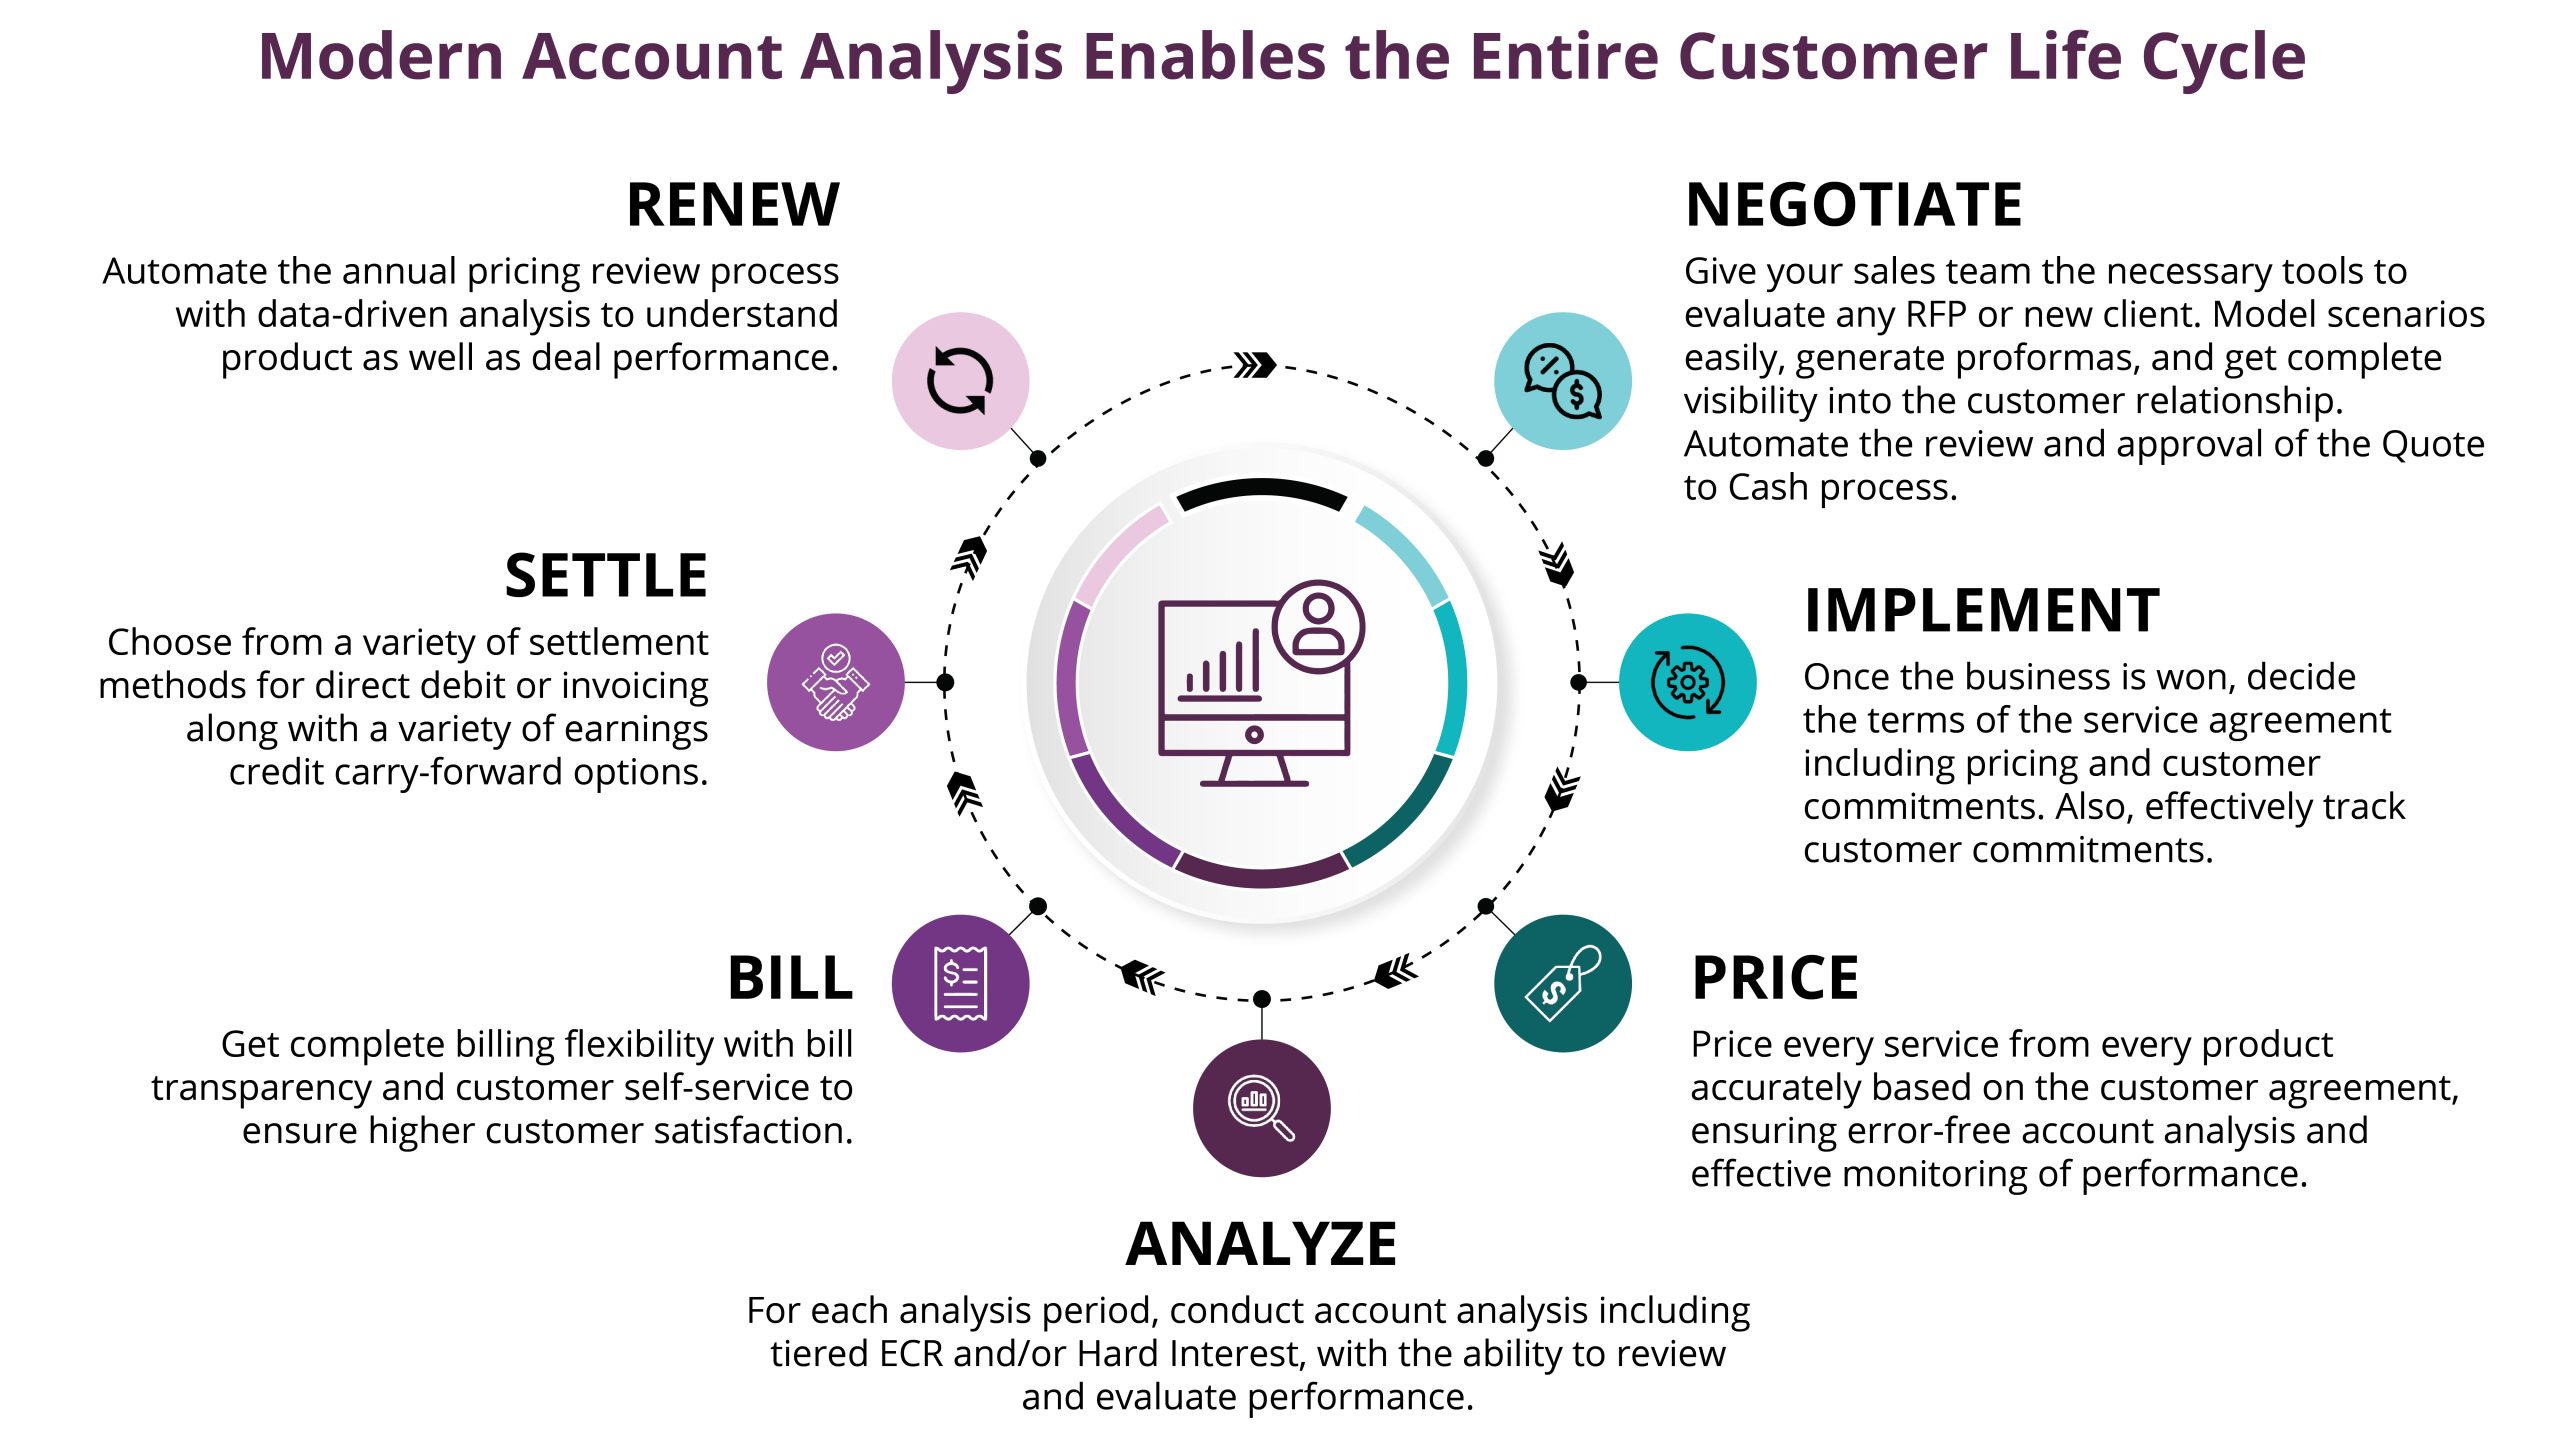 Modern Account Analysis Enables the Entire Customer Life Cycle
RENEW
Automate the annual pricing review process
with data-driven analysis to understand
product as well as deal performance.
NEGOTIATE
Give your sales team the necessary tools to
evaluate any RFP or new client. Model scenarios
easily, generate proformas, and get complete
visibility into the customer relationship.
Automate the review and approval of the Quote
to Cash process.
SETTLE
Choose from a variety of settlement
methods for direct debit or invoicing
along with a variety of earnings
credit carry-forward options.
IMPLEMENT
Once the business is won, decide
the terms of the service agreement
including pricing and customer
commitments. Also, effectively track
customer commitments.
BILL
Get complete billing flexibility with bill
transparency and customer self-service to
ensure higher customer satisfaction.
PRICE
Price every service from every product
accurately based on the customer agreement,
ensuring error-free account analysis and
effective monitoring of performance.
ANALYZE
For each analysis period, conduct account analysis including
tiered ECR and/or Hard Interest, with the ability to review
and evaluate performance.